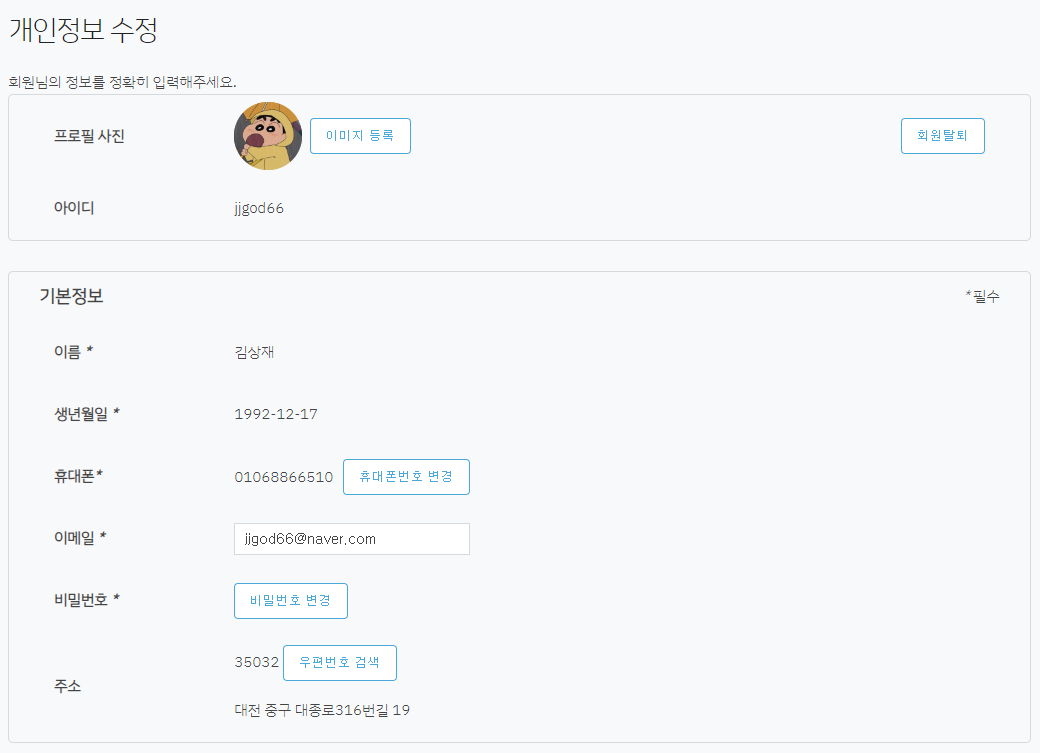 개인정보 수정
회원님의 정보를 정확히 입력해주세요.
프로필 사진 이미지 등록 회원탈퇴
아이디 jjgod66
기본정보 *필수
이름 * 김상재
생년월일 * 1992-12-17
휴대폰* 01068866510 휴대폰번호 변경
이메일 * jjgod66@naver.com
비밀번호 * 비밀번호 변경
35032 우편번호 검색
주소
대전 중구 대종로316번길 19